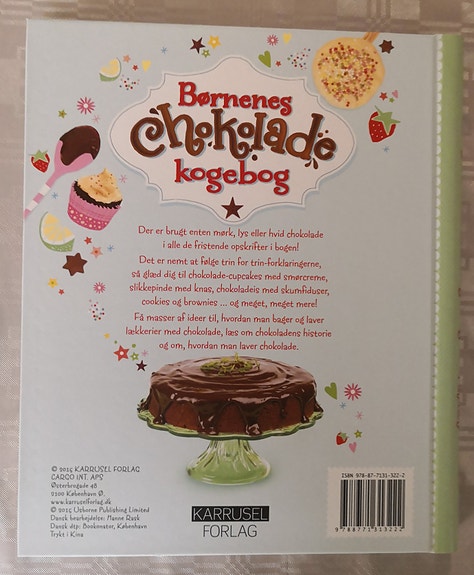 Børnenes
Chokolade
kogebog
Der er brugt enten mørk, lys eller hvid chokolade
i alle de fristende opskrifter i bogen!
Det er nemt at følge trin for trin-forklaringerne,
så glæd dig til chokolade-cupcakes med smørcreme,
slikkepinde med knas, chokoladeis med skumfiduser,
cookies og brownies ... og meget, meget mere!
Få masser af ideer til, hvordan man bager og laver
lækkerier med chokolade, læs om chokoladens historie
og om, hvordan man laver chokolade.
© 2015 KARRUSEL FORLAG
CARGO INT. APS
Østerbrogade 48
2100 København Ø.
www.karruselforlag.dk
© 2015 Usborne Publishing Limited
Dansk bearbejdelse: Hanne Rask
Dansk dtp: Bookmator, København
Trykt i Kina
KARRUSEL
FORLAG
ISBN 978-87-7131-322-2
9 788771 313222